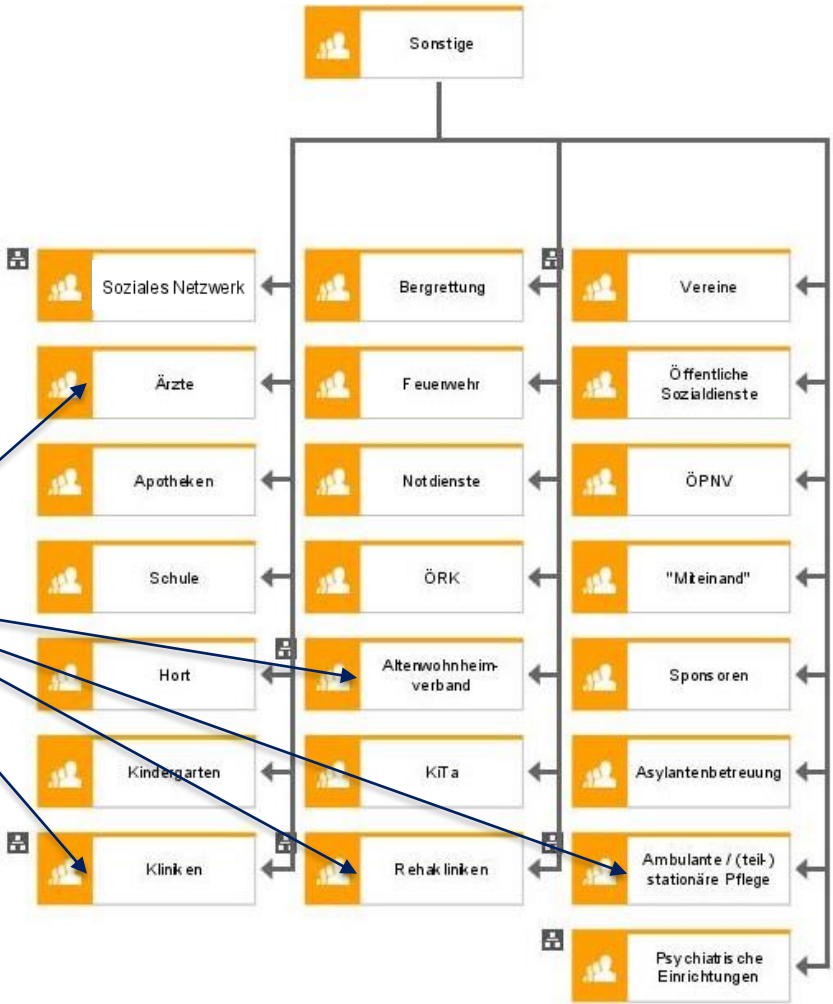 Sonstige
Soziales Netzwerk
Bergrettung
Vereine
Ärzte
Feuerwehr
Öffentliche
Sozialdienste
Apotheken
Notdienste
ÖPNV
Schule
ÖRK
"Miteinand"
Hort
Altenwohnheim-
verband
Sponsoren
Kindergarten
KiTa
Asylantenbetreuung
Kliniken
Rehakliniken
Ambulante / (teil-)
stationäre Pflege
Psychiatrische
Einrichtungen